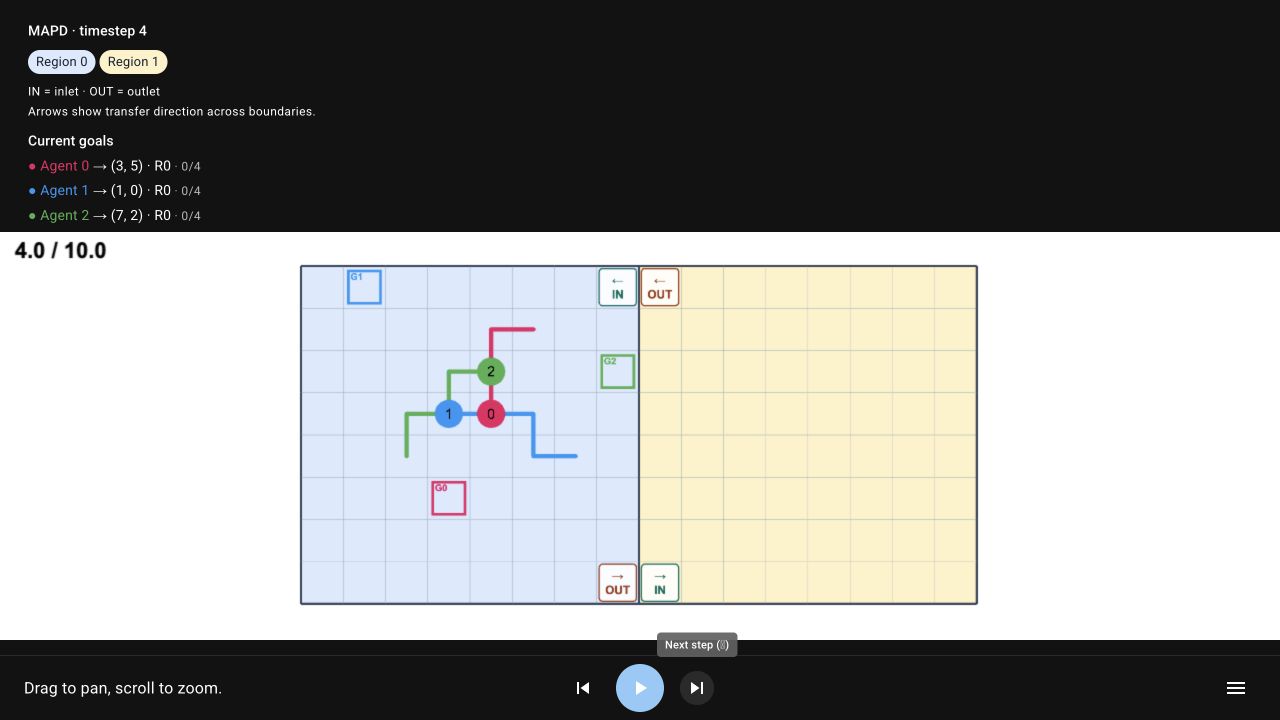 MAPD · timestep 4
Region 0 Region 1
IN = inlet · OUT = outlet
Arrows show transfer direction across boundaries.
Current goals
● Agent 0 → (3, 5) · R0 · 0/4
● Agent 1 → (1, 0) · R0 · 0/4
● Agent 2 → (7, 2) · R0 · 0/4
4.0 / 10.0
G1
← ←
IN OUT
G2
2
1 0
G0
→ →
OUT IN
Next step ()
Drag to pan, scroll to zoom.